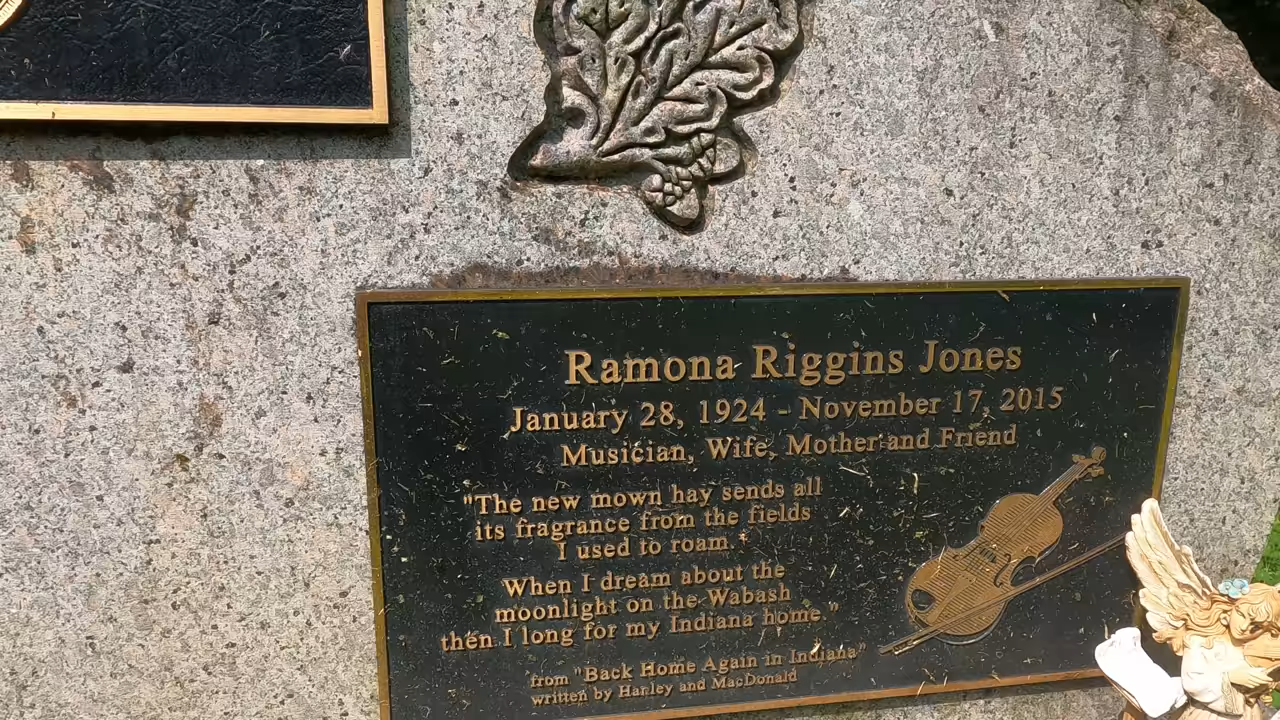 Ramona Riggins Jones
January 28, 1924 - November 17, 2015
Musician, Wife, Mother and Friend
"The new mown hay sends all
its fragrance from the fields
I used to roam."
When I dream about the
moonlight on the Wabash
then I long for my Indiana home."
from "Back Home Again in Indiana"
written by Hanley and MacDonald